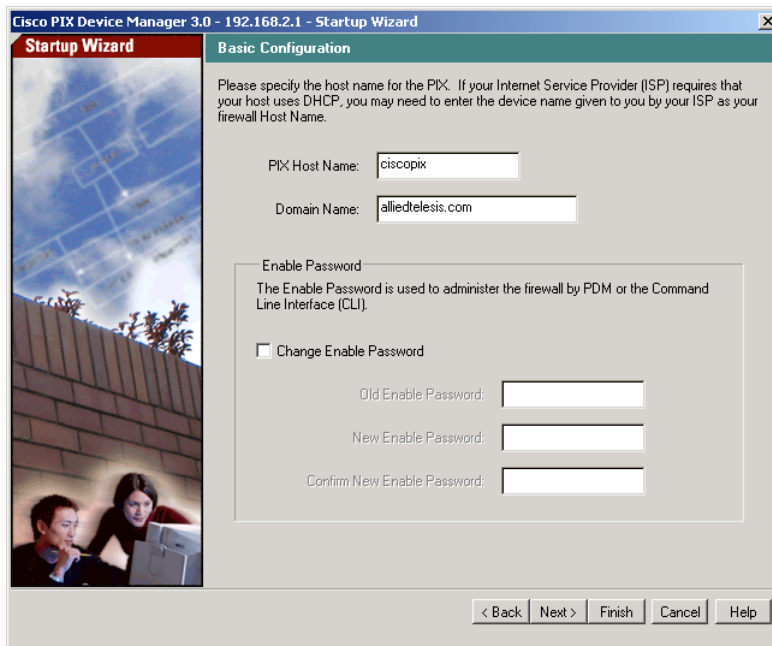 Cisco PIX Device Manager 3.0 - 192.168.2.1 - Startup Wizard
Startup Wizard
Basic Configuration
Please specify the host name for the PIX. If your Internet Service Provider (ISP) requires that
your host uses DHCP, you may need to enter the device name given to you by your ISP as your
firewall Host Name.
PIX Host Name: ciscopix
Domain Name: alliedtelesis.com
Enable Password
The Enable Password is used to administer the firewall by PDM or the Command
Line Interface (CLI).
Change Enable Password
Old Enable Password:
New Enable Password:
Confirm New Enable Password:
< Back Next > Finish Cancel Help